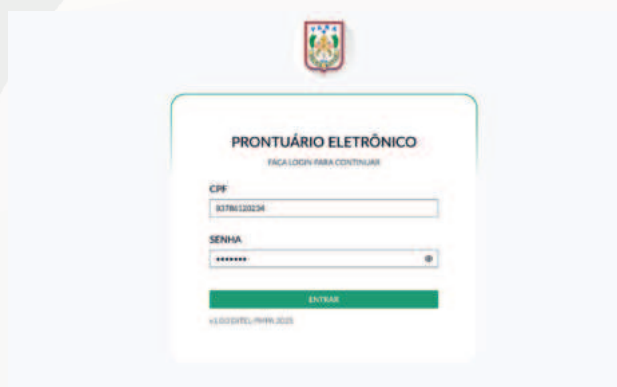 PRONTUÁRIO ELETRÔNICO
FAÇA LOGIN PARA CONTINUAR
CPF
SENHA
•••••••
ENTRAR